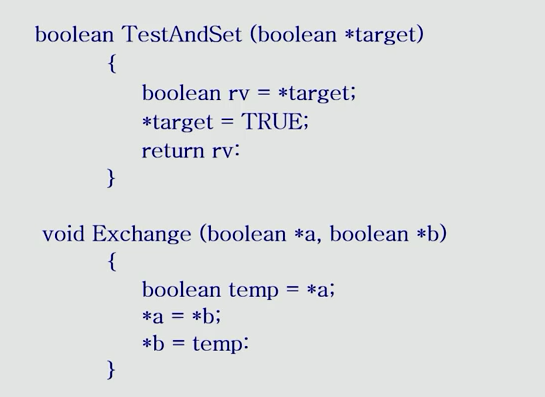 boolean TestAndSet (boolean *target)
{
boolean rv = *target;
*target = TRUE;
return rv:
}
void Exchange (boolean *a, boolean *b)
{
boolean temp = *a;
*a = *b;
*b = temp:
}